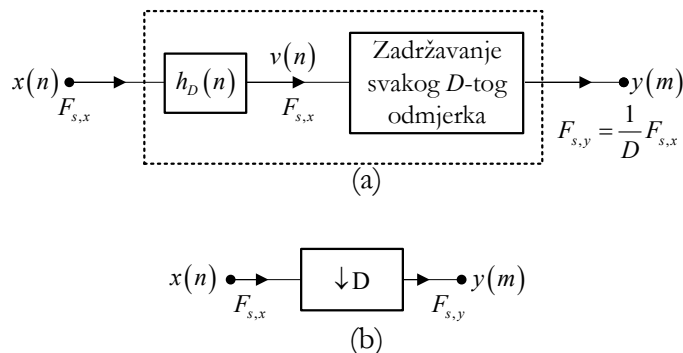 x(n) h_D(n) v(n) Zadržavanje svakog D-tog odmjerka y(m)
F_{s,x} F_{s,x} F_{s,y} = \frac{1}{D} F_{s,x}
(a)
x(n) ↓D y(m)
F_{s,x} F_{s,y}
(b)